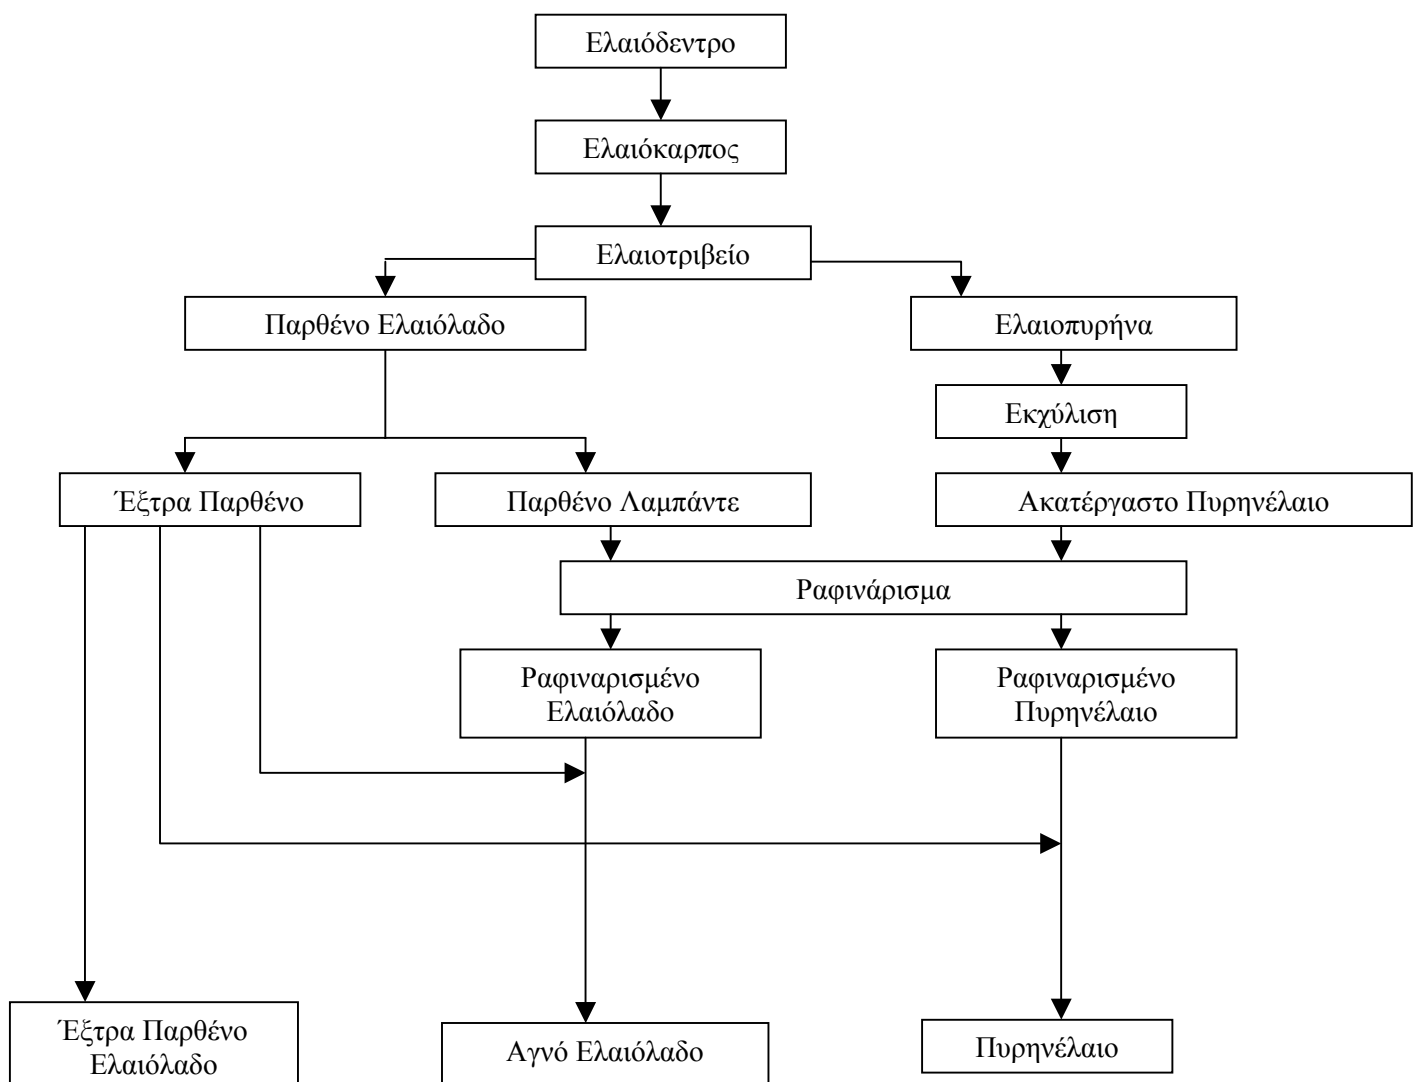 Ελαιόδεντρο
Ελαιόκαρπος
Ελαιοτριβείο
Παρθένο Ελαιόλαδο
Ελαιοπυρήνα
Εκχύλιση
Έξτρα Παρθένο
Παρθένο Λαμπάντε
Ακατέργαστο Πυρηνέλαιο
Ραφινάρισμα
Ραφιναρισμένο
Ελαιόλαδο
Ραφιναρισμένο
Πυρηνέλαιο
Έξτρα Παρθένο
Ελαιόλαδο
Αγνό Ελαιόλαδο
Πυρηνέλαιο